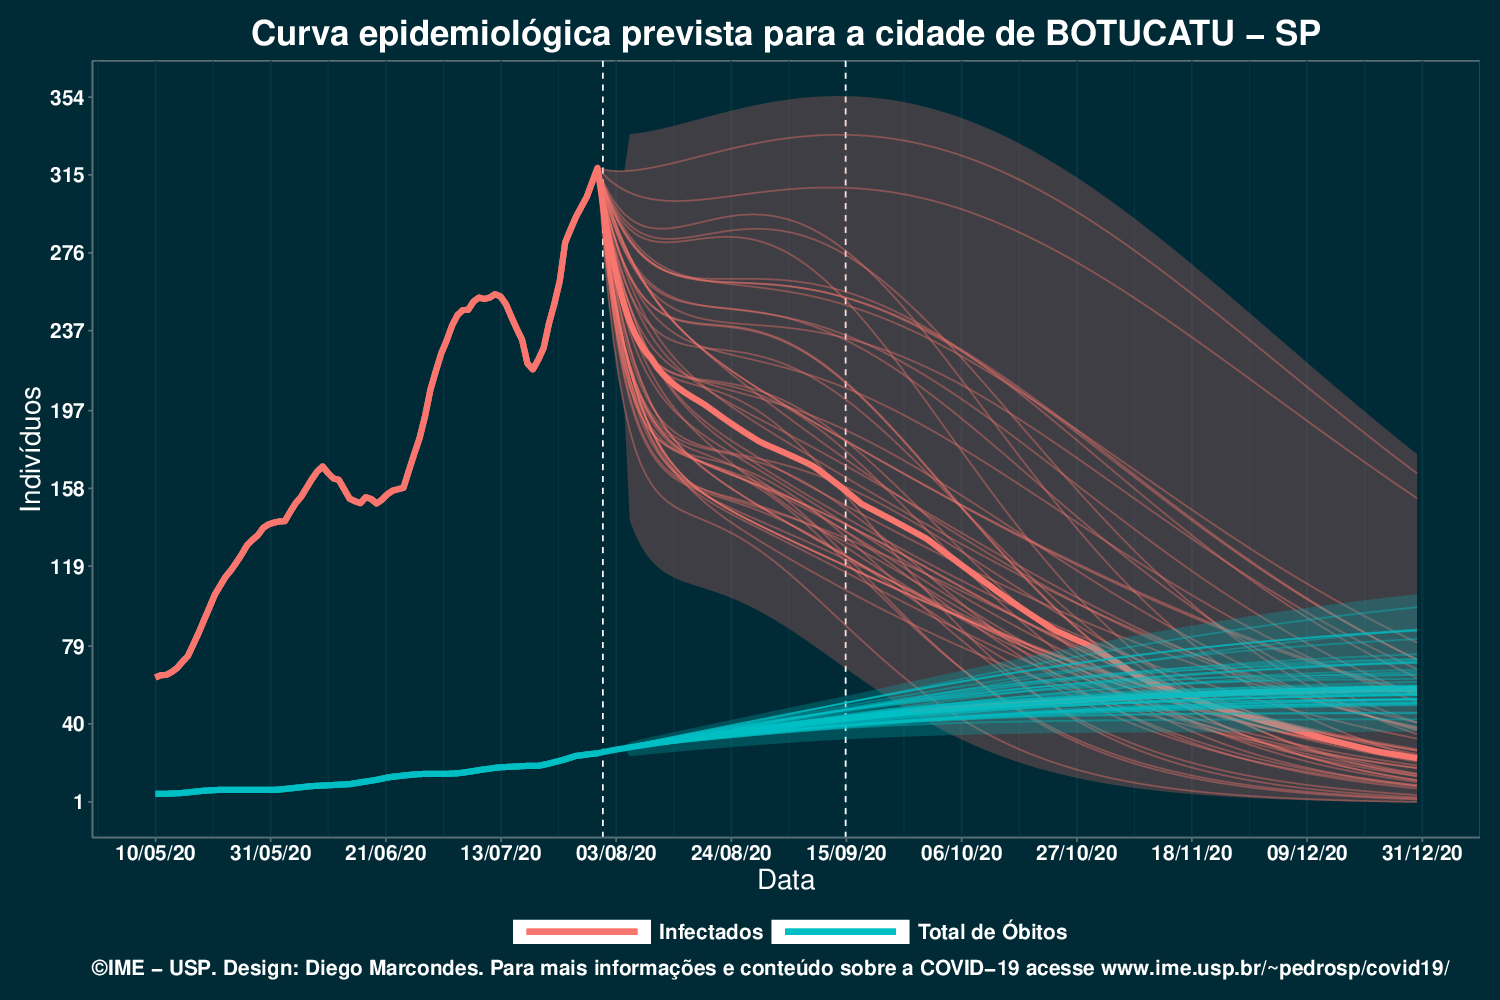 Curva epidemiológica prevista para a cidade de BOTUCATU – SP
354
315
276
237
197
158
119
79
40
1
Indivíduos
10/05/20 31/05/20 21/06/20 13/07/20 03/08/20 24/08/20 15/09/20 06/10/20 27/10/20 18/11/20 09/12/20 31/12/20
Data
Infectados Total de Óbitos
©IME – USP. Design: Diego Marcondes. Para mais informações e conteúdo sobre a COVID–19 acesse www.ime.usp.br/~pedrosp/covid19/